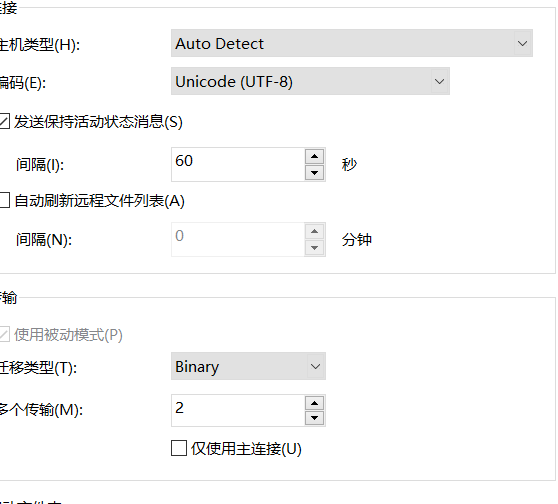 连接
主机类型(H): Auto Detect
编码(E): Unicode (UTF-8)
发送保持活动状态消息(S)
间隔(I): 60 秒
自动刷新远程文件列表(A)
间隔(N): 0 分钟
传输
使用被动模式(P)
迁移类型(T): Binary
多个传输(M): 2
仅使用主连接(U)